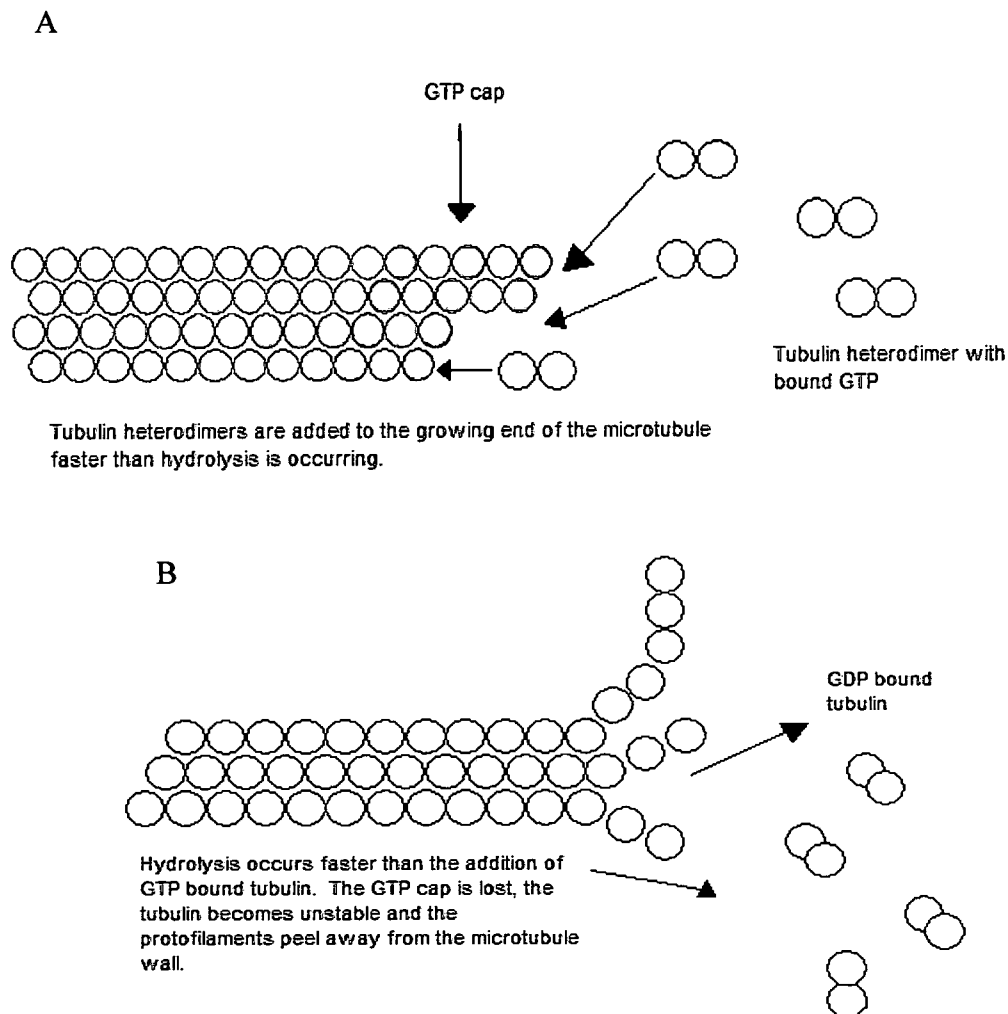 A
GTP cap
Tubulin heterodimer with
bound GTP
Tubulin heterodimers are added to the growing end of the microtubule
faster than hydrolysis is occurring.
B
GDP bound
tubulin
Hydrolysis occurs faster than the addition of
GTP bound tubulin. The GTP cap is lost, the
tubulin becomes unstable and the
protofilaments peel away from the microtubule
wall.